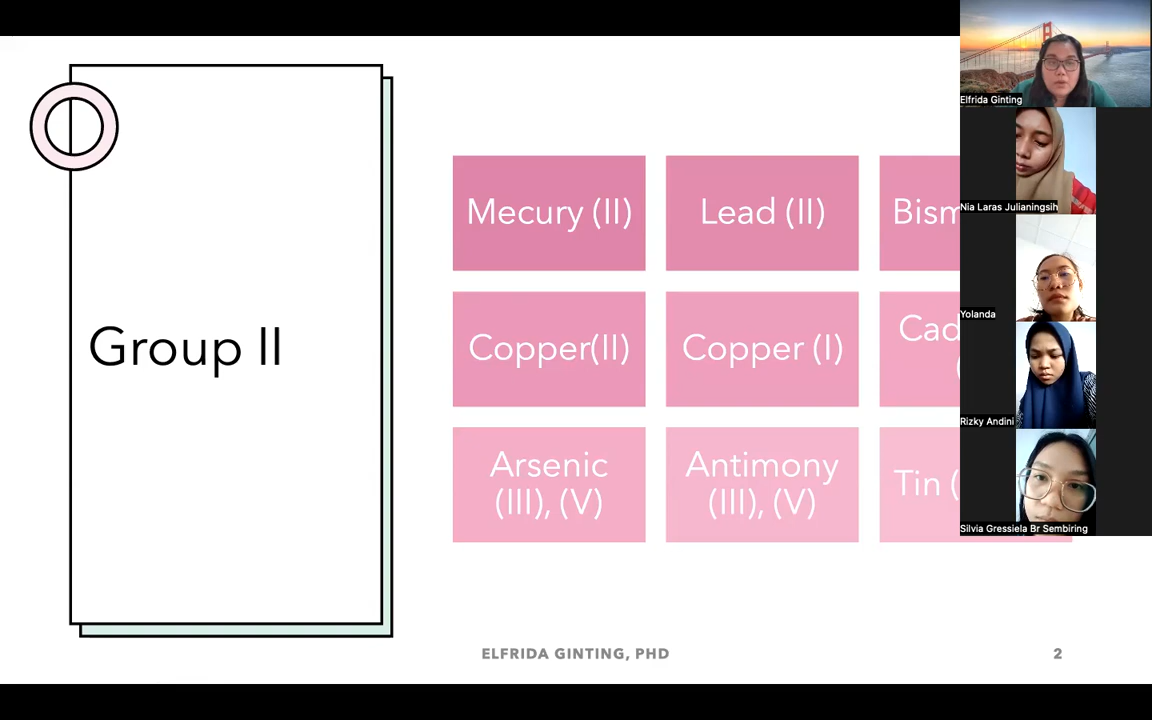 Group II
Mecury (II)
Lead (II)
Copper(II)
Copper (I)
Arsenic
(III), (V)
Antimony
(III), (V)
Tin (
ELFRIDA GINTING, PHD
2
Elfrida Ginting
Nia Laras Julianingsih
Yolanda
Rizky Andini
Silvia Gressiela Br Sembiring